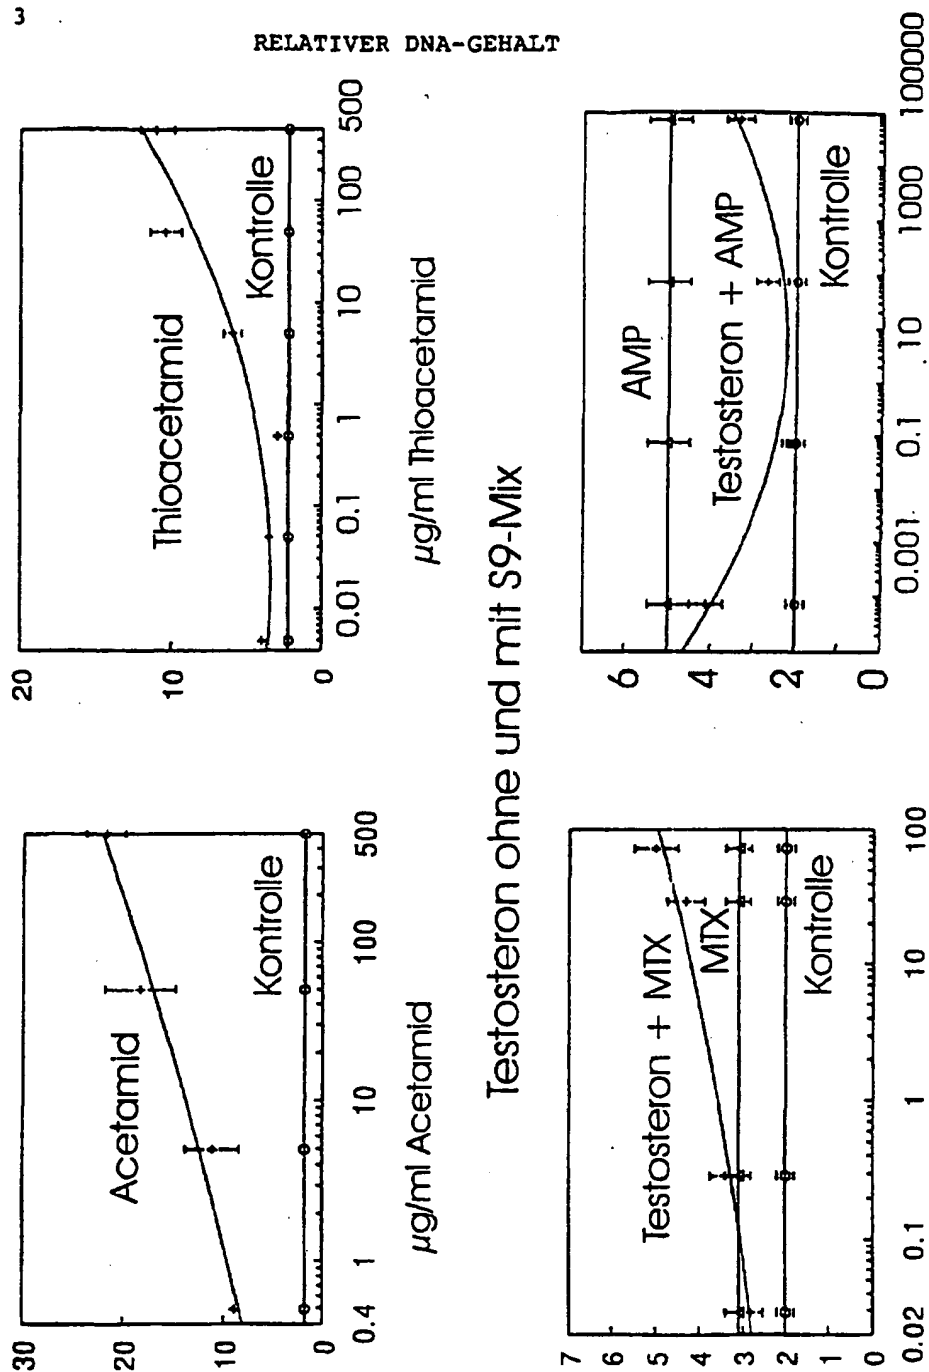 3
RELATIVER DNA-GEHALT
30
20
10
0
Acetamid
Kontrolle
0.4 1 10 100 500
µg/ml Acetamid
20
10
0
Thioacetamid
Kontrolle
0.01 0.1 1 10 100 500
µg/ml Thioacetamid
Testosteron ohne und mit S9-Mix
7
6
5
4
3
2
1
0
Testosteron + MTX
MTX
Kontrolle
0.02 0.1 1 10 100
6
4
2
0
AMP
Testosteron + AMP
Kontrolle
0.001 0.1 10 1000 100000